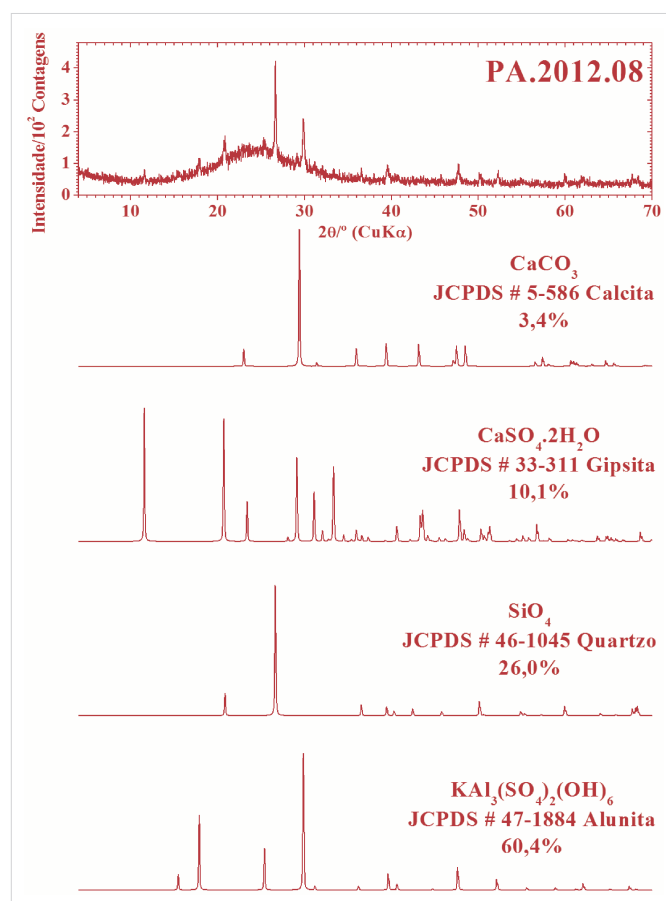 PA.2012.08
Intensidade/10² Contagens
4
3
2
1
0
10 20 30 40 50 60 70
2θ/º (CuKα)
CaCO₃
JCPDS # 5-586 Calcita
3,4%
CaSO₄.2H₂O
JCPDS # 33-311 Gipsita
10,1%
SiO₄
JCPDS # 46-1045 Quartzo
26,0%
KAl₃(SO₄)₂(OH)₆
JCPDS # 47-1884 Alunita
60,4%